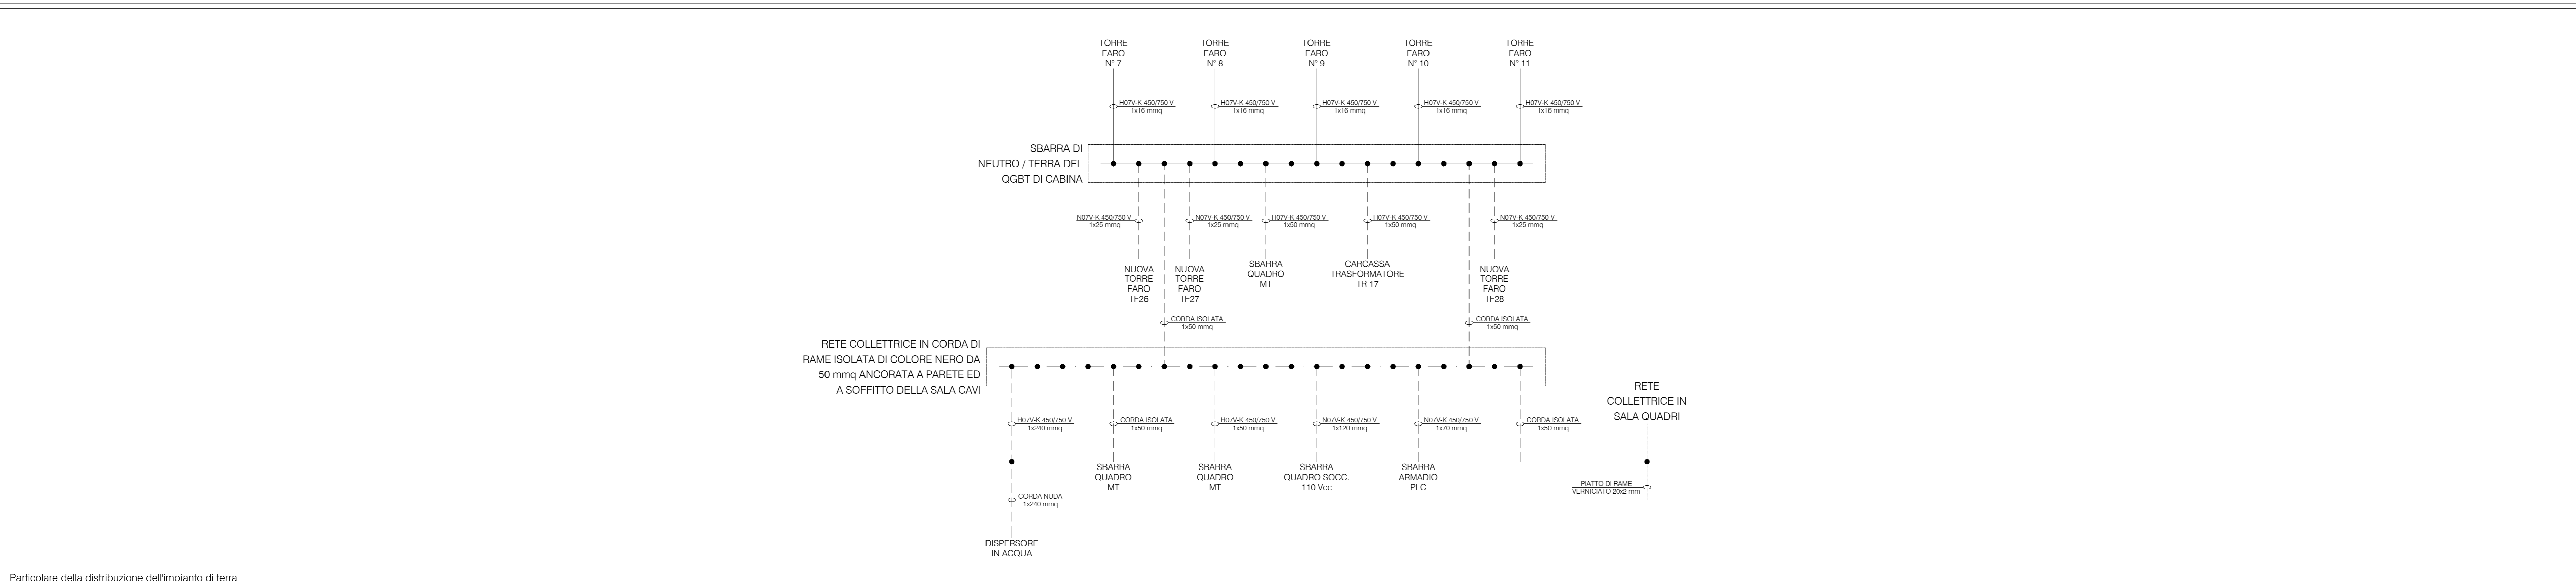 TORRE
FARO
N° 7
TORRE
FARO
N° 8
TORRE
FARO
N° 9
TORRE
FARO
N° 10
TORRE
FARO
N° 11
H07V-K 450/750 V
1x16 mmq
H07V-K 450/750 V
1x16 mmq
H07V-K 450/750 V
1x16 mmq
H07V-K 450/750 V
1x16 mmq
H07V-K 450/750 V
1x16 mmq
SBARRA DI
NEUTRO / TERRA DEL
QGBT DI CABINA
N07V-K 450/750 V
1x25 mmq
N07V-K 450/750 V
1x25 mmq
H07V-K 450/750 V
1x50 mmq
H07V-K 450/750 V
1x50 mmq
N07V-K 450/750 V
1x25 mmq
NUOVA
TORRE
FARO
TF26
NUOVA
TORRE
FARO
TF27
SBARRA
QUADRO
MT
CARCASSA
TRASFORMATORE
TR 17
NUOVA
TORRE
FARO
TF28
CORDA ISOLATA
1x50 mmq
CORDA ISOLATA
1x50 mmq
RETE COLLETTRICE IN CORDA DI
RAME ISOLATA DI COLORE NERO DA
50 mmq ANCORATA A PARETE ED
A SOFFITTO DELLA SALA CAVI
RETE
COLLETTRICE IN
SALA QUADRI
H07V-K 450/750 V
1x240 mmq
CORDA ISOLATA
1x50 mmq
H07V-K 450/750 V
1x50 mmq
N07V-K 450/750 V
1x120 mmq
N07V-K 450/750 V
1x70 mmq
CORDA ISOLATA
1x50 mmq
SBARRA
QUADRO
MT
SBARRA
QUADRO
MT
SBARRA
QUADRO SOCC.
110 Vcc
SBARRA
ARMADIO
PLC
PIATTO DI RAME
VERNICIATO 20x2 mm
CORDA NUDA
1x240 mmq
DISPERSORE
IN ACQUA
Particolare della distribuzione dell'impianto di terra